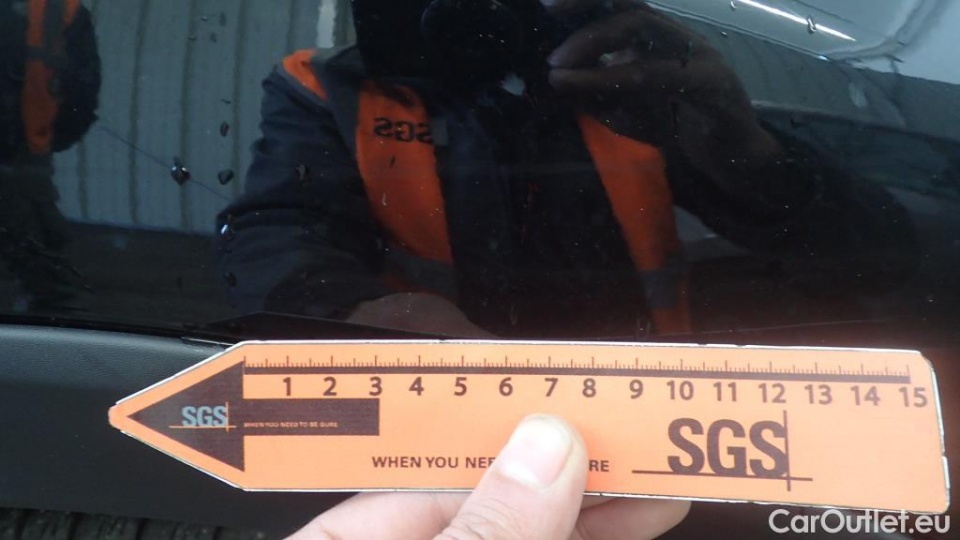 SGS
1 2 3 4 5 6 7 8 9 10 11 12 13 14 15
SGS WHEN YOU NEED TO BE SURE
SGS
WHEN YOU RE
CarOutlet.eu